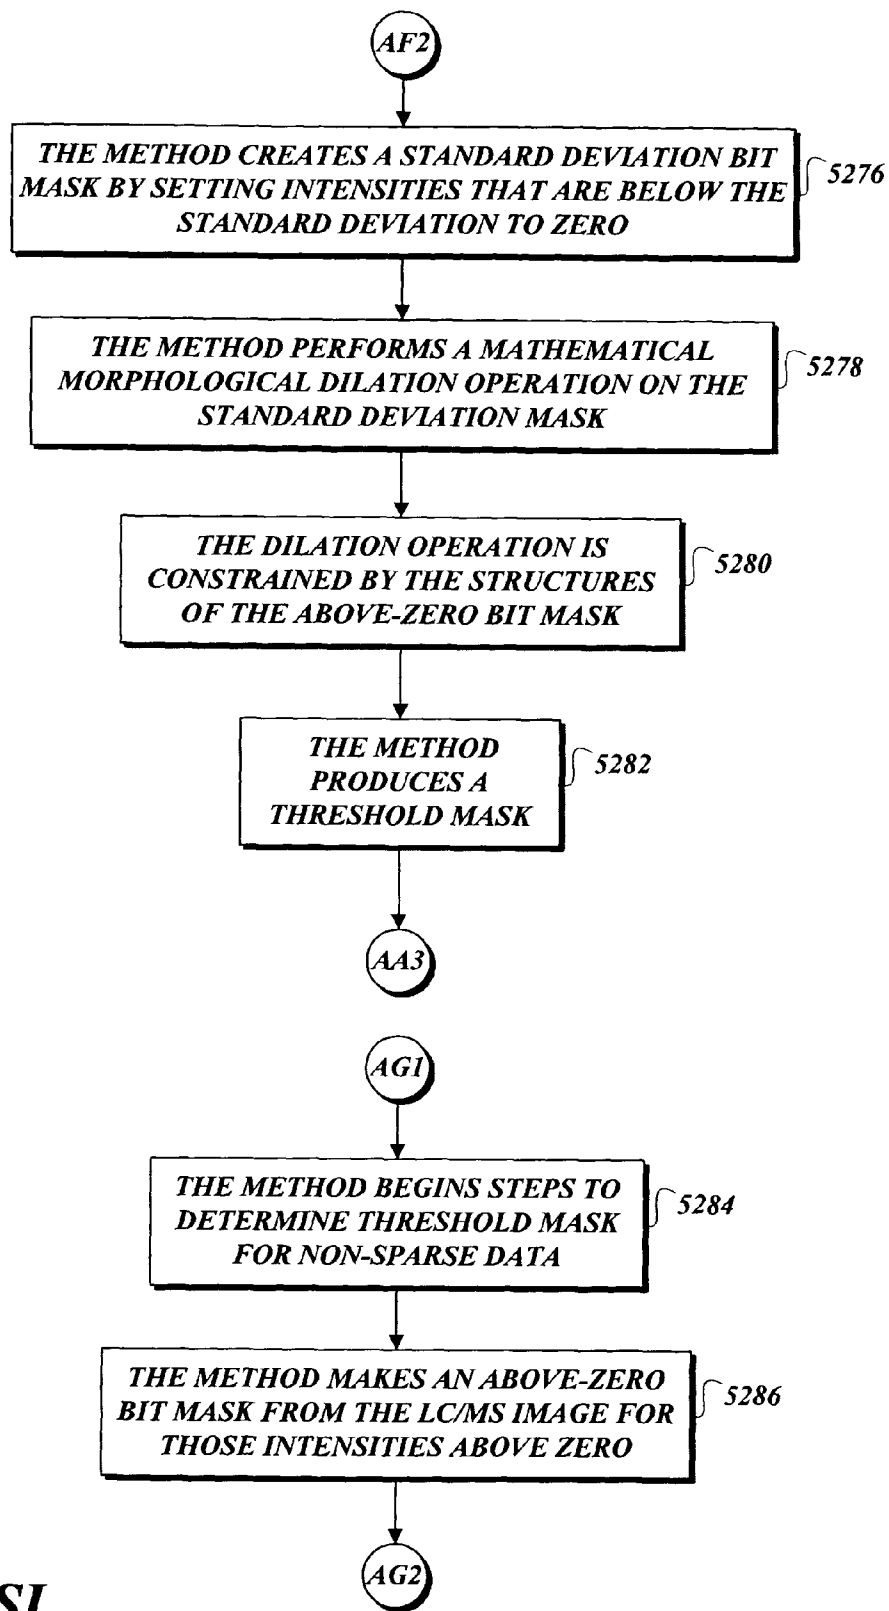 AF2
THE METHOD CREATES A STANDARD DEVIATION BIT
MASK BY SETTING INTENSITIES THAT ARE BELOW THE
STANDARD DEVIATION TO ZERO
5276
THE METHOD PERFORMS A MATHEMATICAL
MORPHOLOGICAL DILATION OPERATION ON THE
STANDARD DEVIATION MASK
5278
THE DILATION OPERATION IS
CONSTRAINED BY THE STRUCTURES
OF THE ABOVE-ZERO BIT MASK
5280
THE METHOD
PRODUCES A
THRESHOLD MASK
5282
AA3
AG1
THE METHOD BEGINS STEPS TO
DETERMINE THRESHOLD MASK
FOR NON-SPARSE DATA
5284
THE METHOD MAKES AN ABOVE-ZERO
BIT MASK FROM THE LC/MS IMAGE FOR
THOSE INTENSITIES ABOVE ZERO
5286
AG2